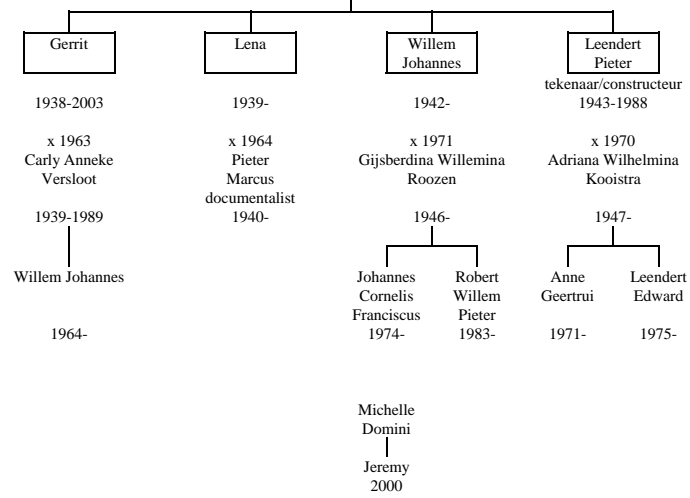 Gerrit
1938-2003
x 1963
Carly Anneke
Versloot
1939-1989
Willem Johannes
1964-
Lena
1939-
x 1964
Pieter
Marcus
documentalist
1940-
Willem
Johannes
1942-
x 1971
Gijsberdina Willemina
Roozen
1946-
Johannes
Cornelis
Franciscus
1974-
Robert
Willem
Pieter
1983-
Michelle
Domini
Jeremy
2000
Leendert
Pieter
tekenaar/constructeur
1943-1988
x 1970
Adriana Wilhelmina
Kooistra
1947-
Anne
Geertrui
1971-
Leendert
Edward
1975-